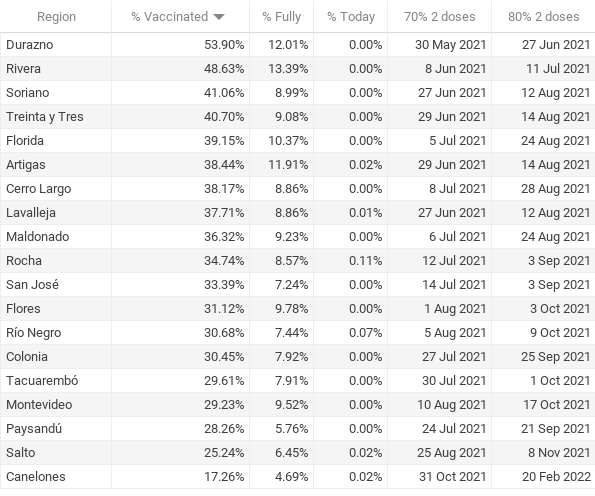 Region % Vaccinated % Fully % Today 70% 2 doses 80% 2 doses
Durazno 53.90% 12.01% 0.00% 30 May 2021 27 Jun 2021
Rivera 48.63% 13.39% 0.00% 8 Jun 2021 11 Jul 2021
Soriano 41.06% 8.99% 0.00% 27 Jun 2021 12 Aug 2021
Treinta y Tres 40.70% 9.08% 0.00% 29 Jun 2021 14 Aug 2021
Florida 39.15% 10.37% 0.00% 5 Jul 2021 24 Aug 2021
Artigas 38.44% 11.91% 0.02% 29 Jun 2021 14 Aug 2021
Cerro Largo 38.17% 8.86% 0.00% 8 Jul 2021 28 Aug 2021
Lavalleja 37.71% 8.86% 0.01% 27 Jun 2021 12 Aug 2021
Maldonado 36.32% 9.23% 0.00% 6 Jul 2021 24 Aug 2021
Rocha 34.74% 8.57% 0.11% 12 Jul 2021 3 Sep 2021
San José 33.39% 7.24% 0.00% 14 Jul 2021 3 Sep 2021
Flores 31.12% 9.78% 0.00% 1 Aug 2021 3 Oct 2021
Río Negro 30.68% 7.44% 0.07% 5 Aug 2021 9 Oct 2021
Colonia 30.45% 7.92% 0.00% 27 Jul 2021 25 Sep 2021
Tacuarembó 29.61% 7.91% 0.00% 30 Jul 2021 1 Oct 2021
Montevideo 29.23% 9.52% 0.00% 10 Aug 2021 17 Oct 2021
Paysandú 28.26% 5.76% 0.00% 24 Jul 2021 21 Sep 2021
Salto 25.24% 6.45% 0.02% 25 Aug 2021 8 Nov 2021
Canelones 17.26% 4.69% 0.02% 31 Oct 2021 20 Feb 2022